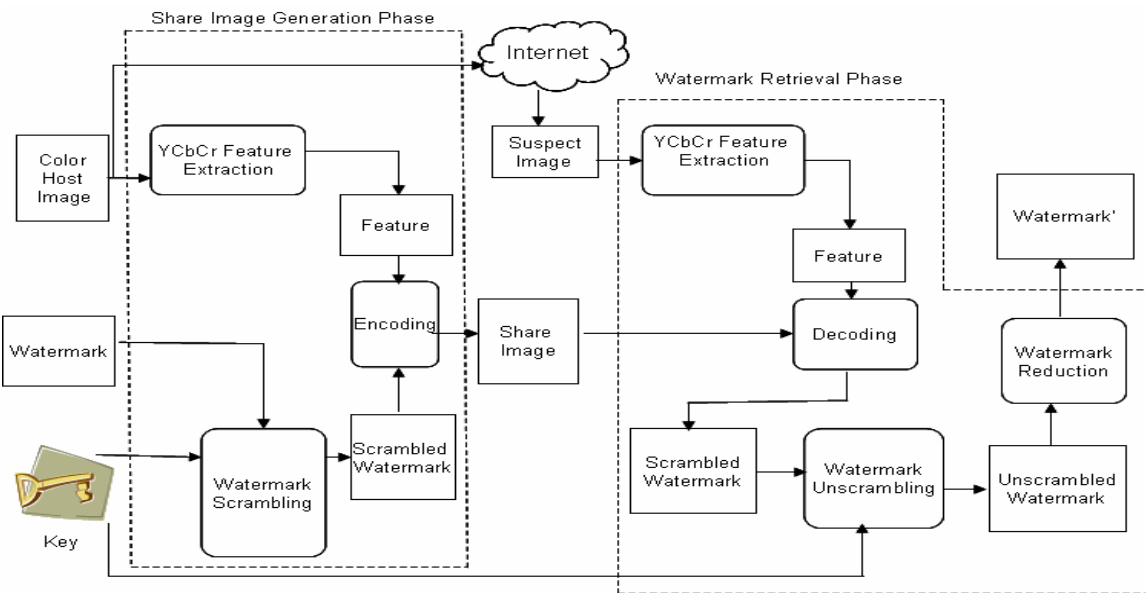 Share Image Generation Phase
Internet
Watermark Retrieval Phase
Color
Host
Image
YCbCr Feature
Extraction
Suspect
Image
YCbCr Feature
Extraction
Feature
Watermark'
Feature
Encoding
Share
Image
Decoding
Watermark
Watermark
Reduction
Scrambled
Watermark
Watermark
Scrambling
Scrambled
Watermark
Watermark
Unscrambling
Unscrambled
Watermark
Key